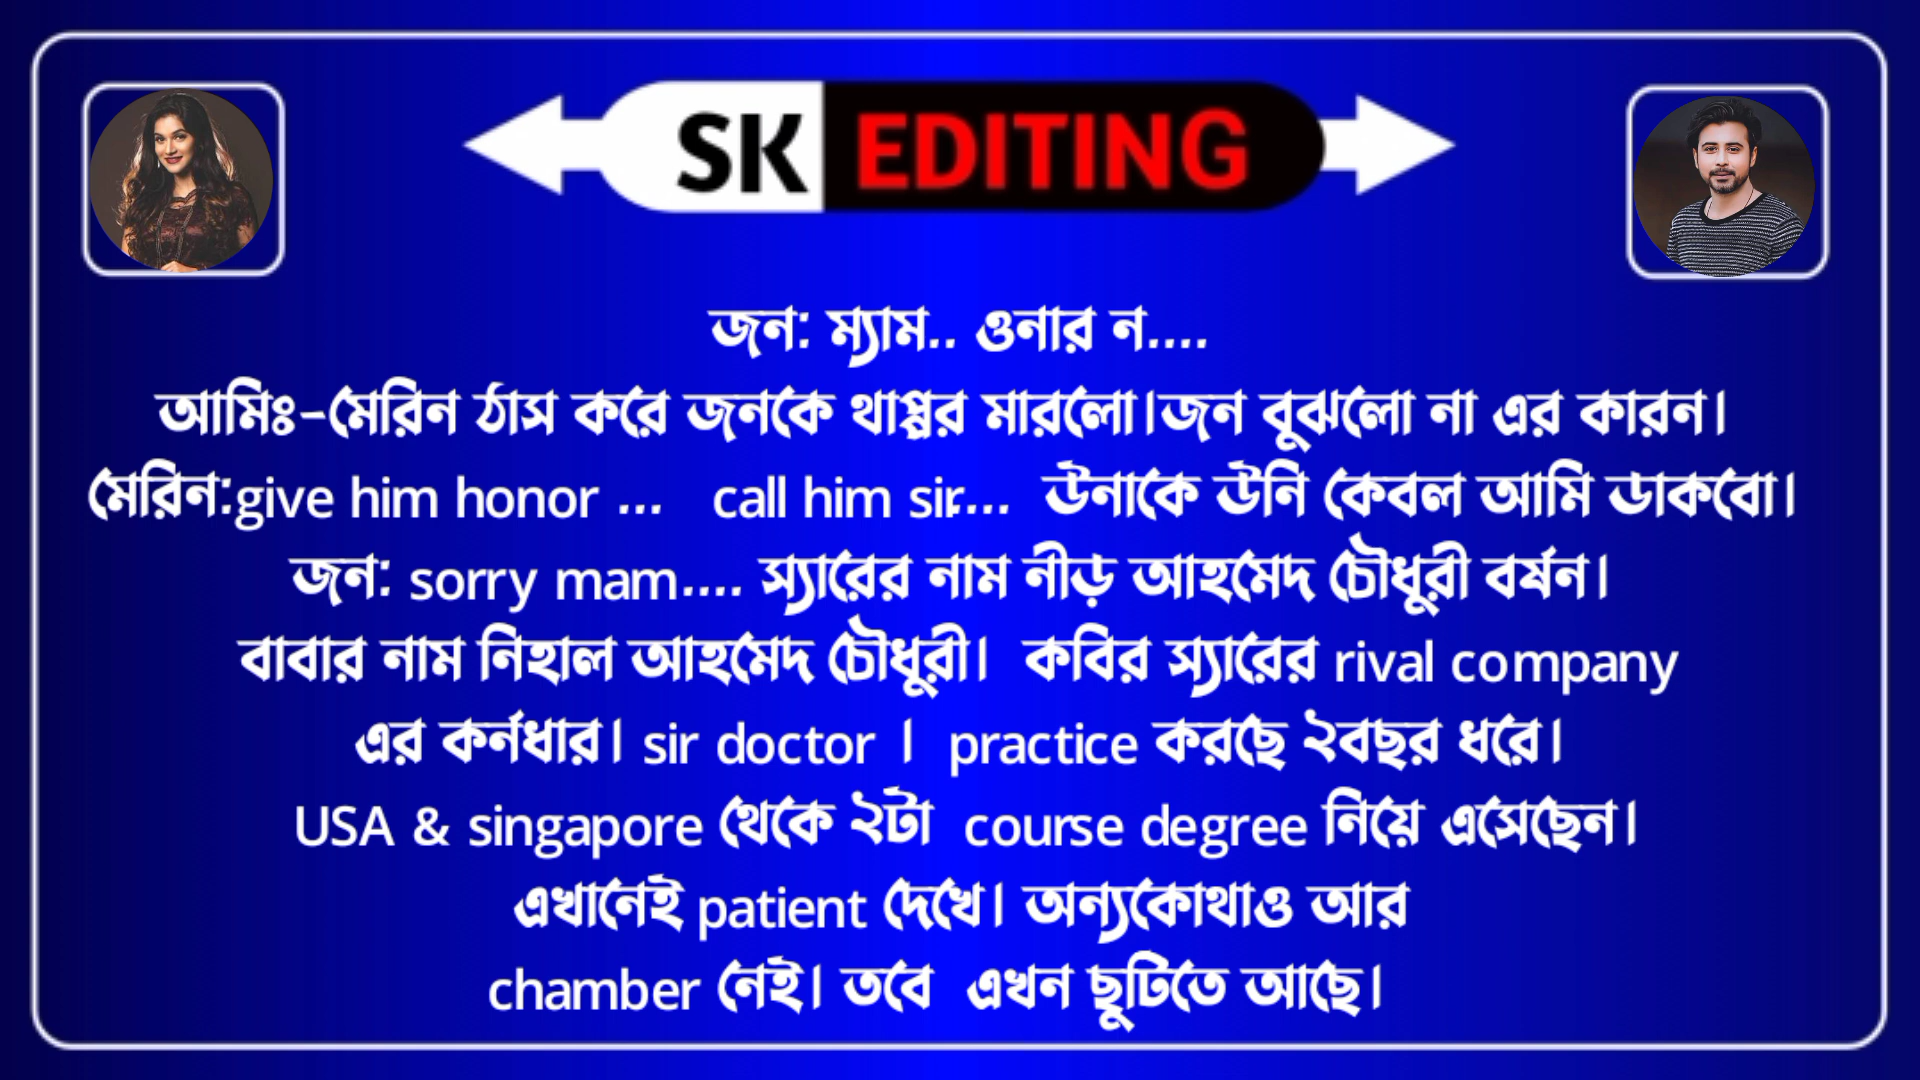 SK EDITING
জন: ম্যাম.. ওনার ন....
আমিঃ-মেরিন ঠাস করে জনকে থাপ্পর মারলো।জন বুঝলো না এর কারন।
মেরিন:give him honor ... call him sir.... উনাকে উনি কেবল আমি ডাকবো।
জন: sorry mam.... স্যারের নাম নীড় আহমেদ চৌধুরী বর্ষন।
বাবার নাম নিহাল আহমেদ চৌধুরী। কবির স্যারের rival company
এর কর্নধার। sir doctor । practice করছে ২বছর ধরে।
USA & singapore থেকে ২টা course degree নিয়ে এসেছেন।
এখানেই patient দেখে। অন্যকোথাও আর
chamber নেই। তবে এখন ছুটিতে আছে।